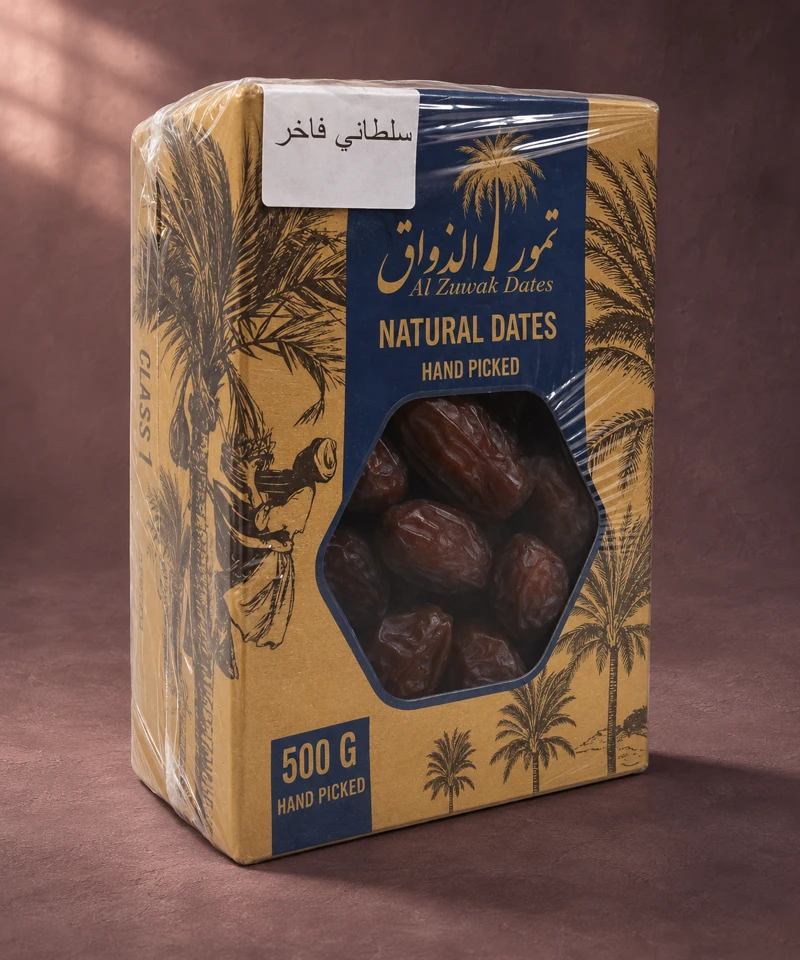 سلطاني فاخر
تمور الذواق
Al Zuwak Dates
NATURAL DATES
HAND PICKED
CLASS 1
500 G
HAND PICKED